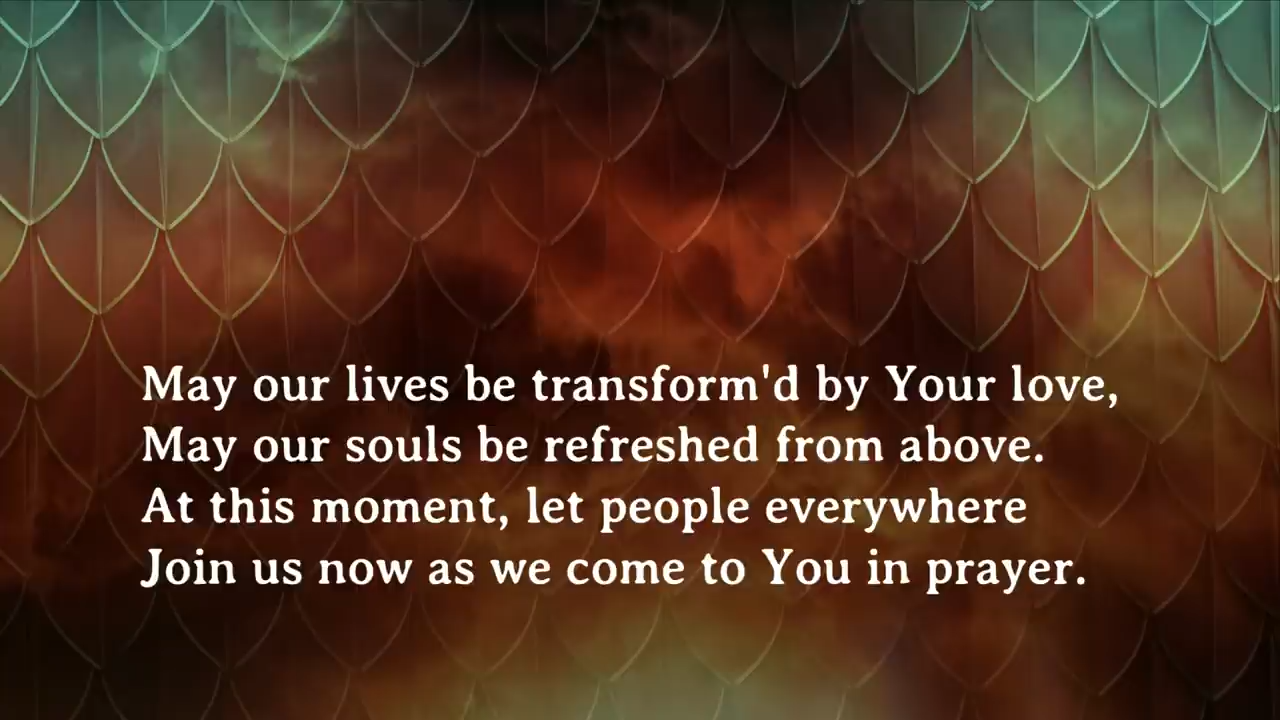 May our lives be transform'd by Your love,
May our souls be refreshed from above.
At this moment, let people everywhere
Join us now as we come to You in prayer.